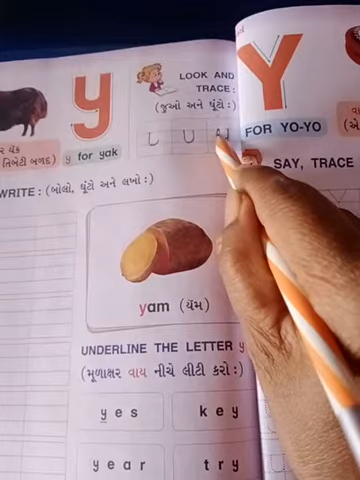 y
y for yak
ર યૅક
તિબેટી બળદ)
LOOK AND
TRACE:
(જુઓ અને ઘૂંટો :)
Y
FOR YO-YO
SAY, TRACE
WRITE : (બોલો, ઘૂંટો અને લખો :)
yam (યૅમ)
UNDERLINE THE LETTER y
(મૂળાક્ષર વાય નીચે લીટી કરો :)
yes key
year try